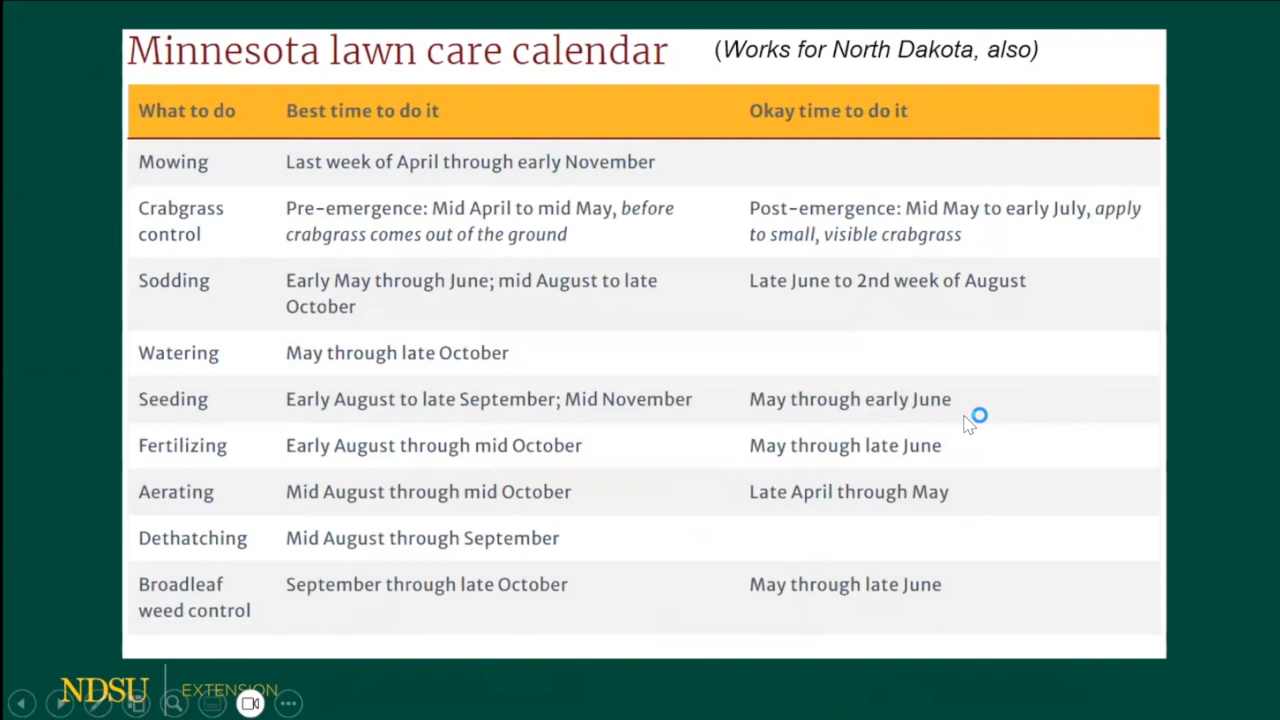 Minnesota lawn care calendar (Works for North Dakota, also)
What to do Best time to do it Okay time to do it
Mowing Last week of April through early November
Crabgrass control Pre-emergence: Mid April to mid May, before Post-emergence: Mid May to early July, apply
crabgrass comes out of the ground to small, visible crabgrass
Sodding Early May through June; mid August to late Late June to 2nd week of August
October
Watering May through late October
Seeding Early August to late September; Mid November May through early June
Fertilizing Early August through mid October May through late June
Aerating Mid August through mid October Late April through May
Dethatching Mid August through September
Broadleaf September through late October May through late June
weed control
NDSU EXTENSION